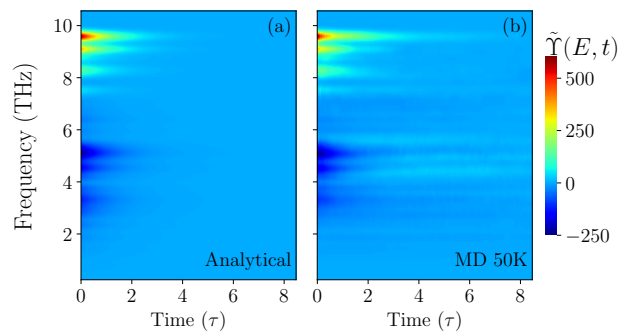 (a)
(b)
Υ̃(E, t)
Frequency (THz)
10
8
6
4
2
Analytical
MD 50K
0 2 4 6 8
0 2 4 6 8
Time (τ)
Time (τ)
500
250
0
−250